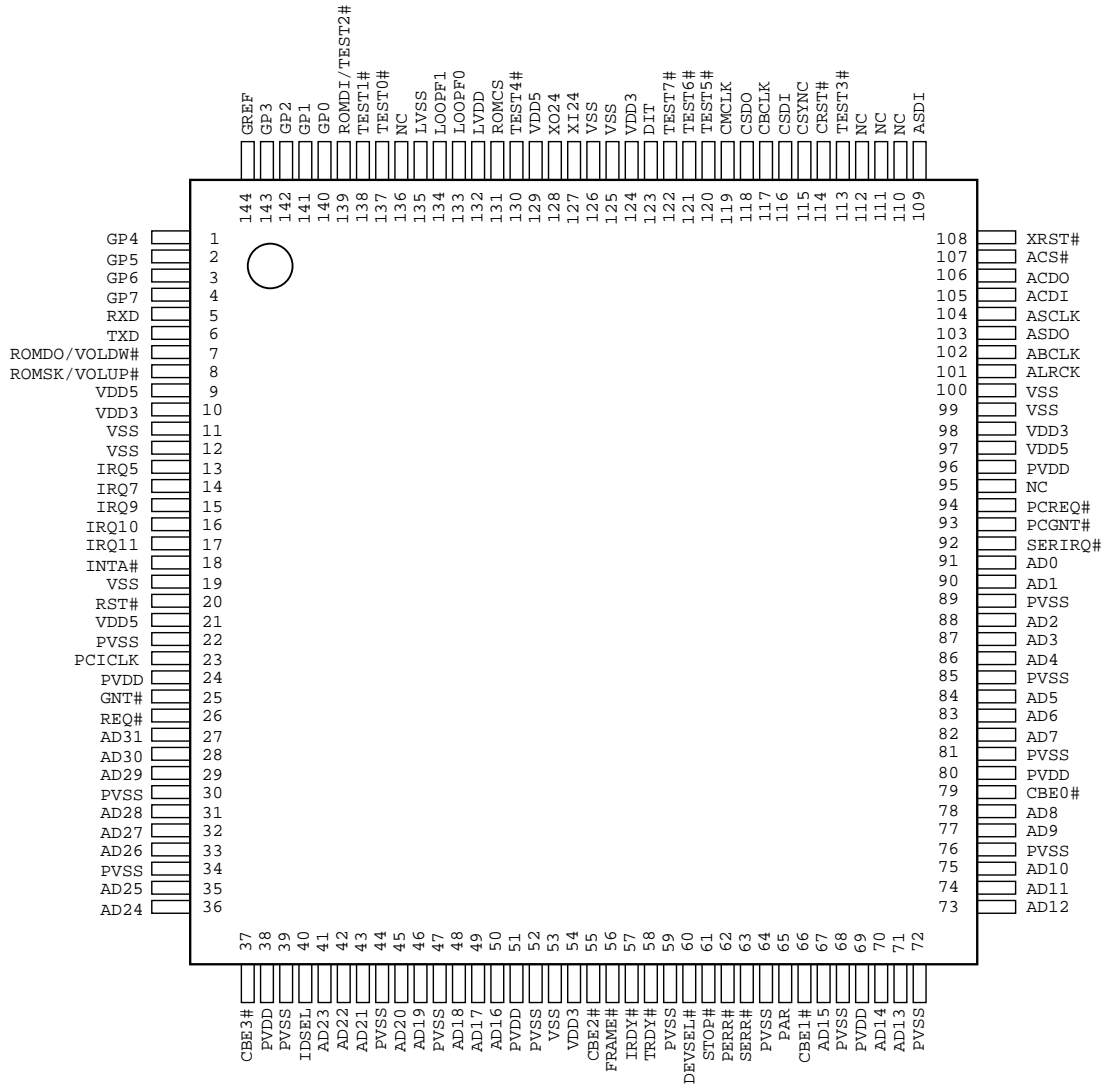 GREF
GP3
GP2
GP1
GP0
ROMDI/TEST2#
TEST1#
TEST0#
NC
LVSS
LOOPF1
LOOPF0
LVDD
ROMCS
TEST4#
VDD5
XO24
XI24
VSS
VSS
VDD3
DIT
TEST7#
TEST6#
TEST5#
CMCLK
CSDO
CBCLK
CSDI
CSYNC
CRST#
TEST3#
NC
NC
NC
ASDI
144
143
142
141
140
139
138
137
136
135
134
133
132
131
130
129
128
127
126
125
124
123
122
121
120
119
118
117
116
115
114
113
112
111
110
109
GP4 1 108 XRST#
GP5 2 107 ACS#
GP6 3 106 ACDO
GP7 4 105 ACDI
RXD 5 104 ASCLK
TXD 6 103 ASDO
ROMDO/VOLDW# 7 102 ABCLK
ROMSK/VOLUP# 8 101 ALRCK
VDD5 9 100 VSS
VDD3 10 99 VSS
VSS 11 98 VDD3
VSS 12 97 VDD5
IRQ5 13 96 PVDD
IRQ7 14 95 NC
IRQ9 15 94 PCREQ#
IRQ10 16 93 PCGNT#
IRQ11 17 92 SERIRQ#
INTA# 18 91 AD0
VSS 19 90 AD1
RST# 20 89 PVSS
VDD5 21 88 AD2
PVSS 22 87 AD3
PCICLK 23 86 AD4
PVDD 24 85 PVSS
GNT# 25 84 AD5
REQ# 26 83 AD6
AD31 27 82 AD7
AD30 28 81 PVSS
AD29 29 80 PVDD
PVSS 30 79 CBE0#
AD28 31 78 AD8
AD27 32 77 AD9
AD26 33 76 PVSS
PVSS 34 75 AD10
AD25 35 74 AD11
AD24 36 73 AD12
37
38
39
40
41
42
43
44
45
46
47
48
49
50
51
52
53
54
55
56
57
58
59
60
61
62
63
64
65
66
67
68
69
70
71
72
CBE3#
PVDD
PVSS
IDSEL
AD23
AD22
AD21
PVSS
AD20
AD19
PVSS
AD18
AD17
AD16
PVDD
PVSS
VSS
VDD3
CBE2#
FRAME#
IRDY#
TRDY#
PVSS
DEVSEL#
STOP#
PERR#
SERR#
PVSS
PAR
CBE1#
AD15
PVSS
PVDD
AD14
AD13
PVSS